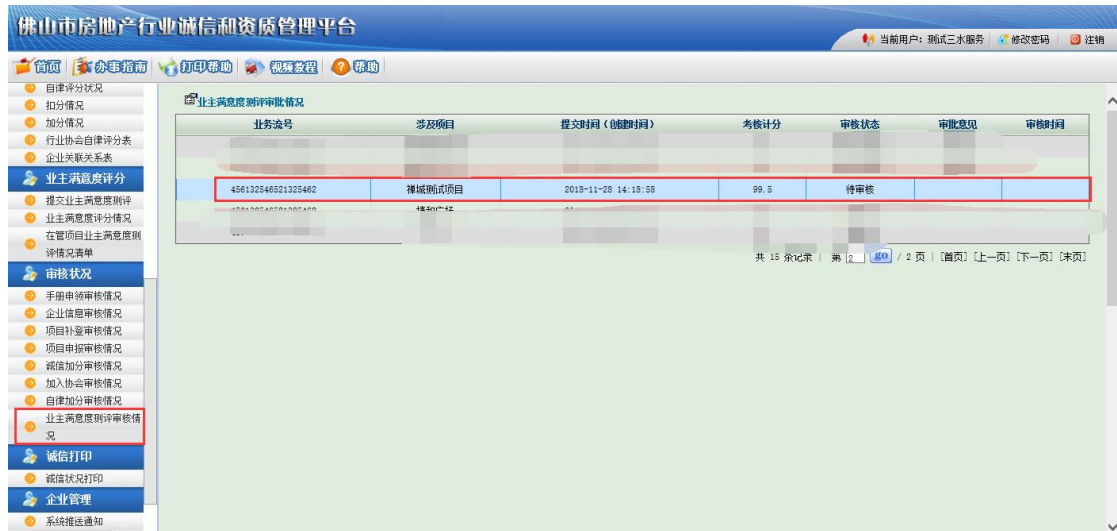 佛山市房地产行业诚信和资质管理平台
当前用户：测试三水服务 修改密码 注销
首页 办事指南 打印帮助 视频教程 帮助
自律评分状况
扣分情况
加分情况
行业协会自律评分表
企业关联关系表
业主满意度评分
提交业主满意度测评
业主满意度评分情况
在管项目业主满意度测
评情况清单
审核状况
手册申领审核情况
企业信息审核情况
项目补登审核情况
项目申报审核情况
诚信加分审核情况
加入协会审核情况
自律加分审核情况
业主满意度测评审核情
况
诚信打印
诚信状况打印
企业管理
系统推送通知
业主满意度测评审批情况
业务流号 涉及项目 提交时间（创建时间） 考核计分 审核状态 审批意见 审核时间
456132546521325462 禅城测试项目 2018-11-28 14:18:58 99.5 待审核
共 15 条记录 | 第 2 go / 2 页 | [首页] [上一页] [下一页] [末页]